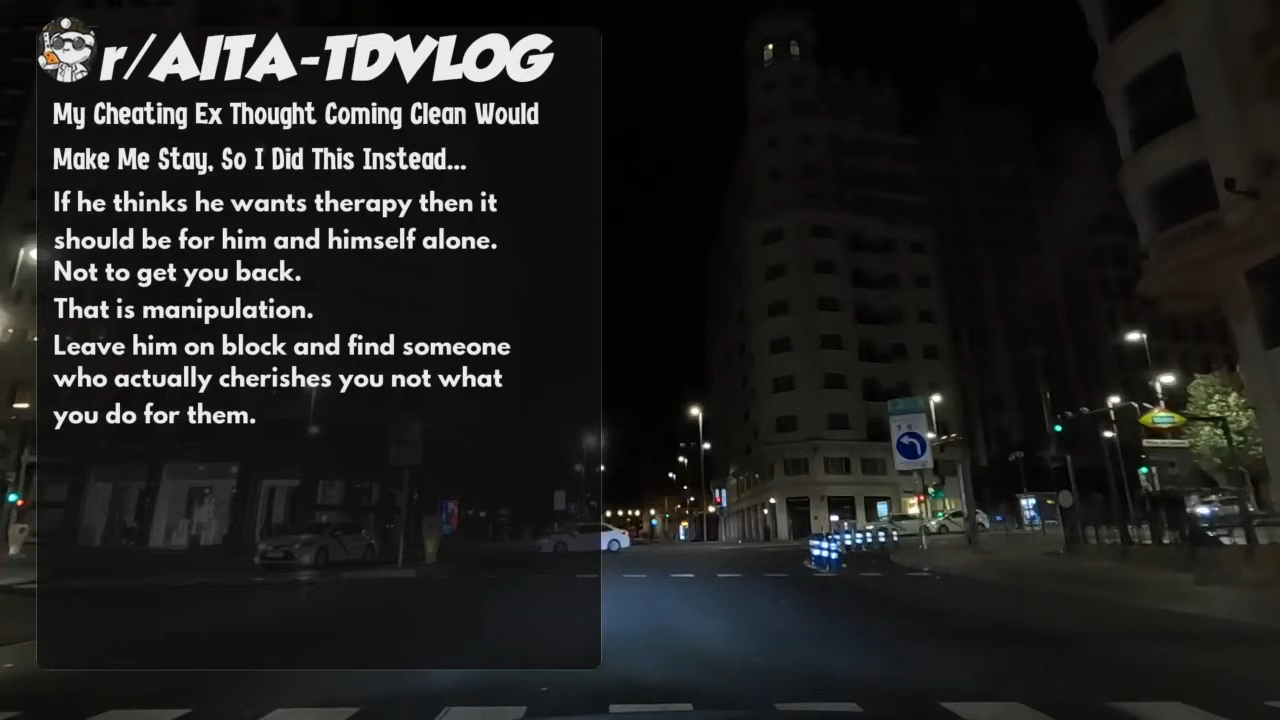 r/AITA-TDVLOG
My Cheating Ex Thought Coming Clean Would
Make Me Stay, So I Did This Instead...
If he thinks he wants therapy then it
should be for him and himself alone.
Not to get you back.
That is manipulation.
Leave him on block and find someone
who actually cherishes you not what
you do for them.